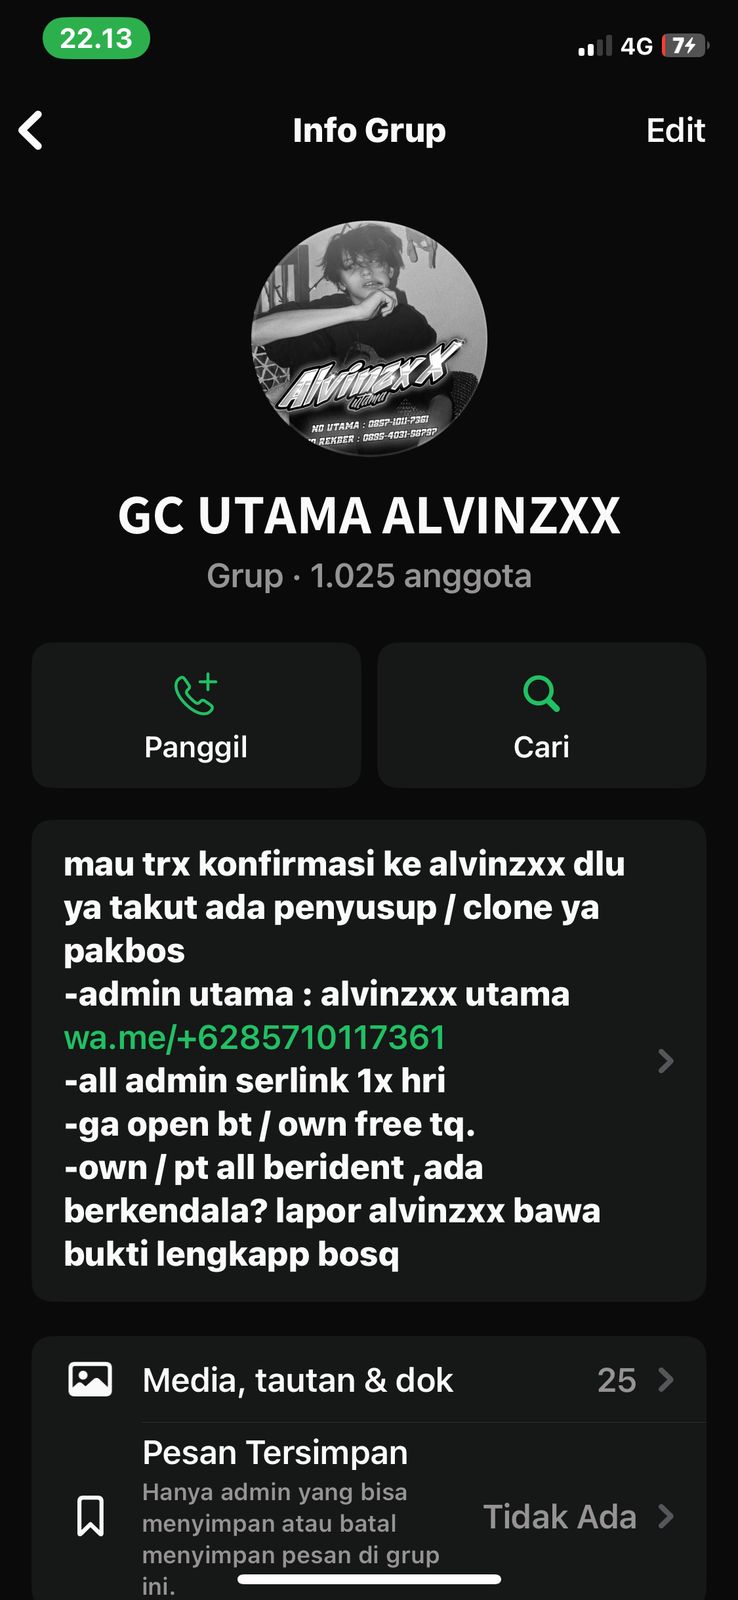 22.13
4G
7
Info Grup
Edit
Alvinzx X
utama
NO UTAMA : 0857-1011-7361
REKBER : 0895-4031-58797
GC UTAMA ALVINZXX
Grup · 1.025 anggota
Panggil
Cari
mau trx konfirmasi ke alvinzxx dlu
ya takut ada penyusup / clone ya
pakbos
-admin utama : alvinzxx utama
wa.me/+6285710117361
-all admin serlink 1x hri
-ga open bt / own free tq.
-own / pt all berident ,ada
berkendala? lapor alvinzxx bawa
bukti lengkapp bosq
Media, tautan & dok
25
Pesan Tersimpan
Hanya admin yang bisa
menyimpan atau batal
menyimpan pesan di grup
ini.
Tidak Ada